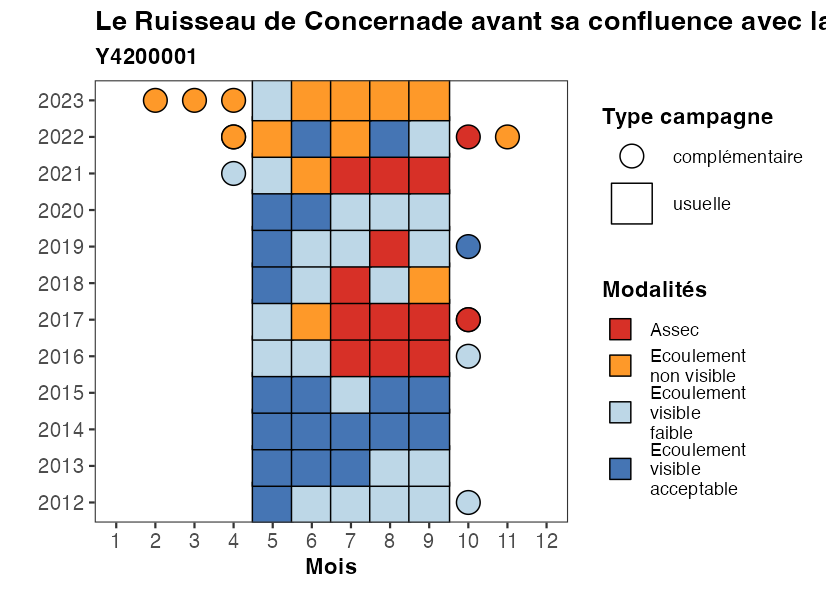 Le Ruisseau de Concernade avant sa confluence avec la
Y4200001
2023
2022
2021
2020
2019
2018
2017
2016
2015
2014
2013
2012
1 2 3 4 5 6 7 8 9 10 11 12
Mois
Type campagne
complémentaire
usuelle
Modalités
Assec
Ecoulement
non visible
Ecoulement
visible
faible
Ecoulement
visible
acceptable